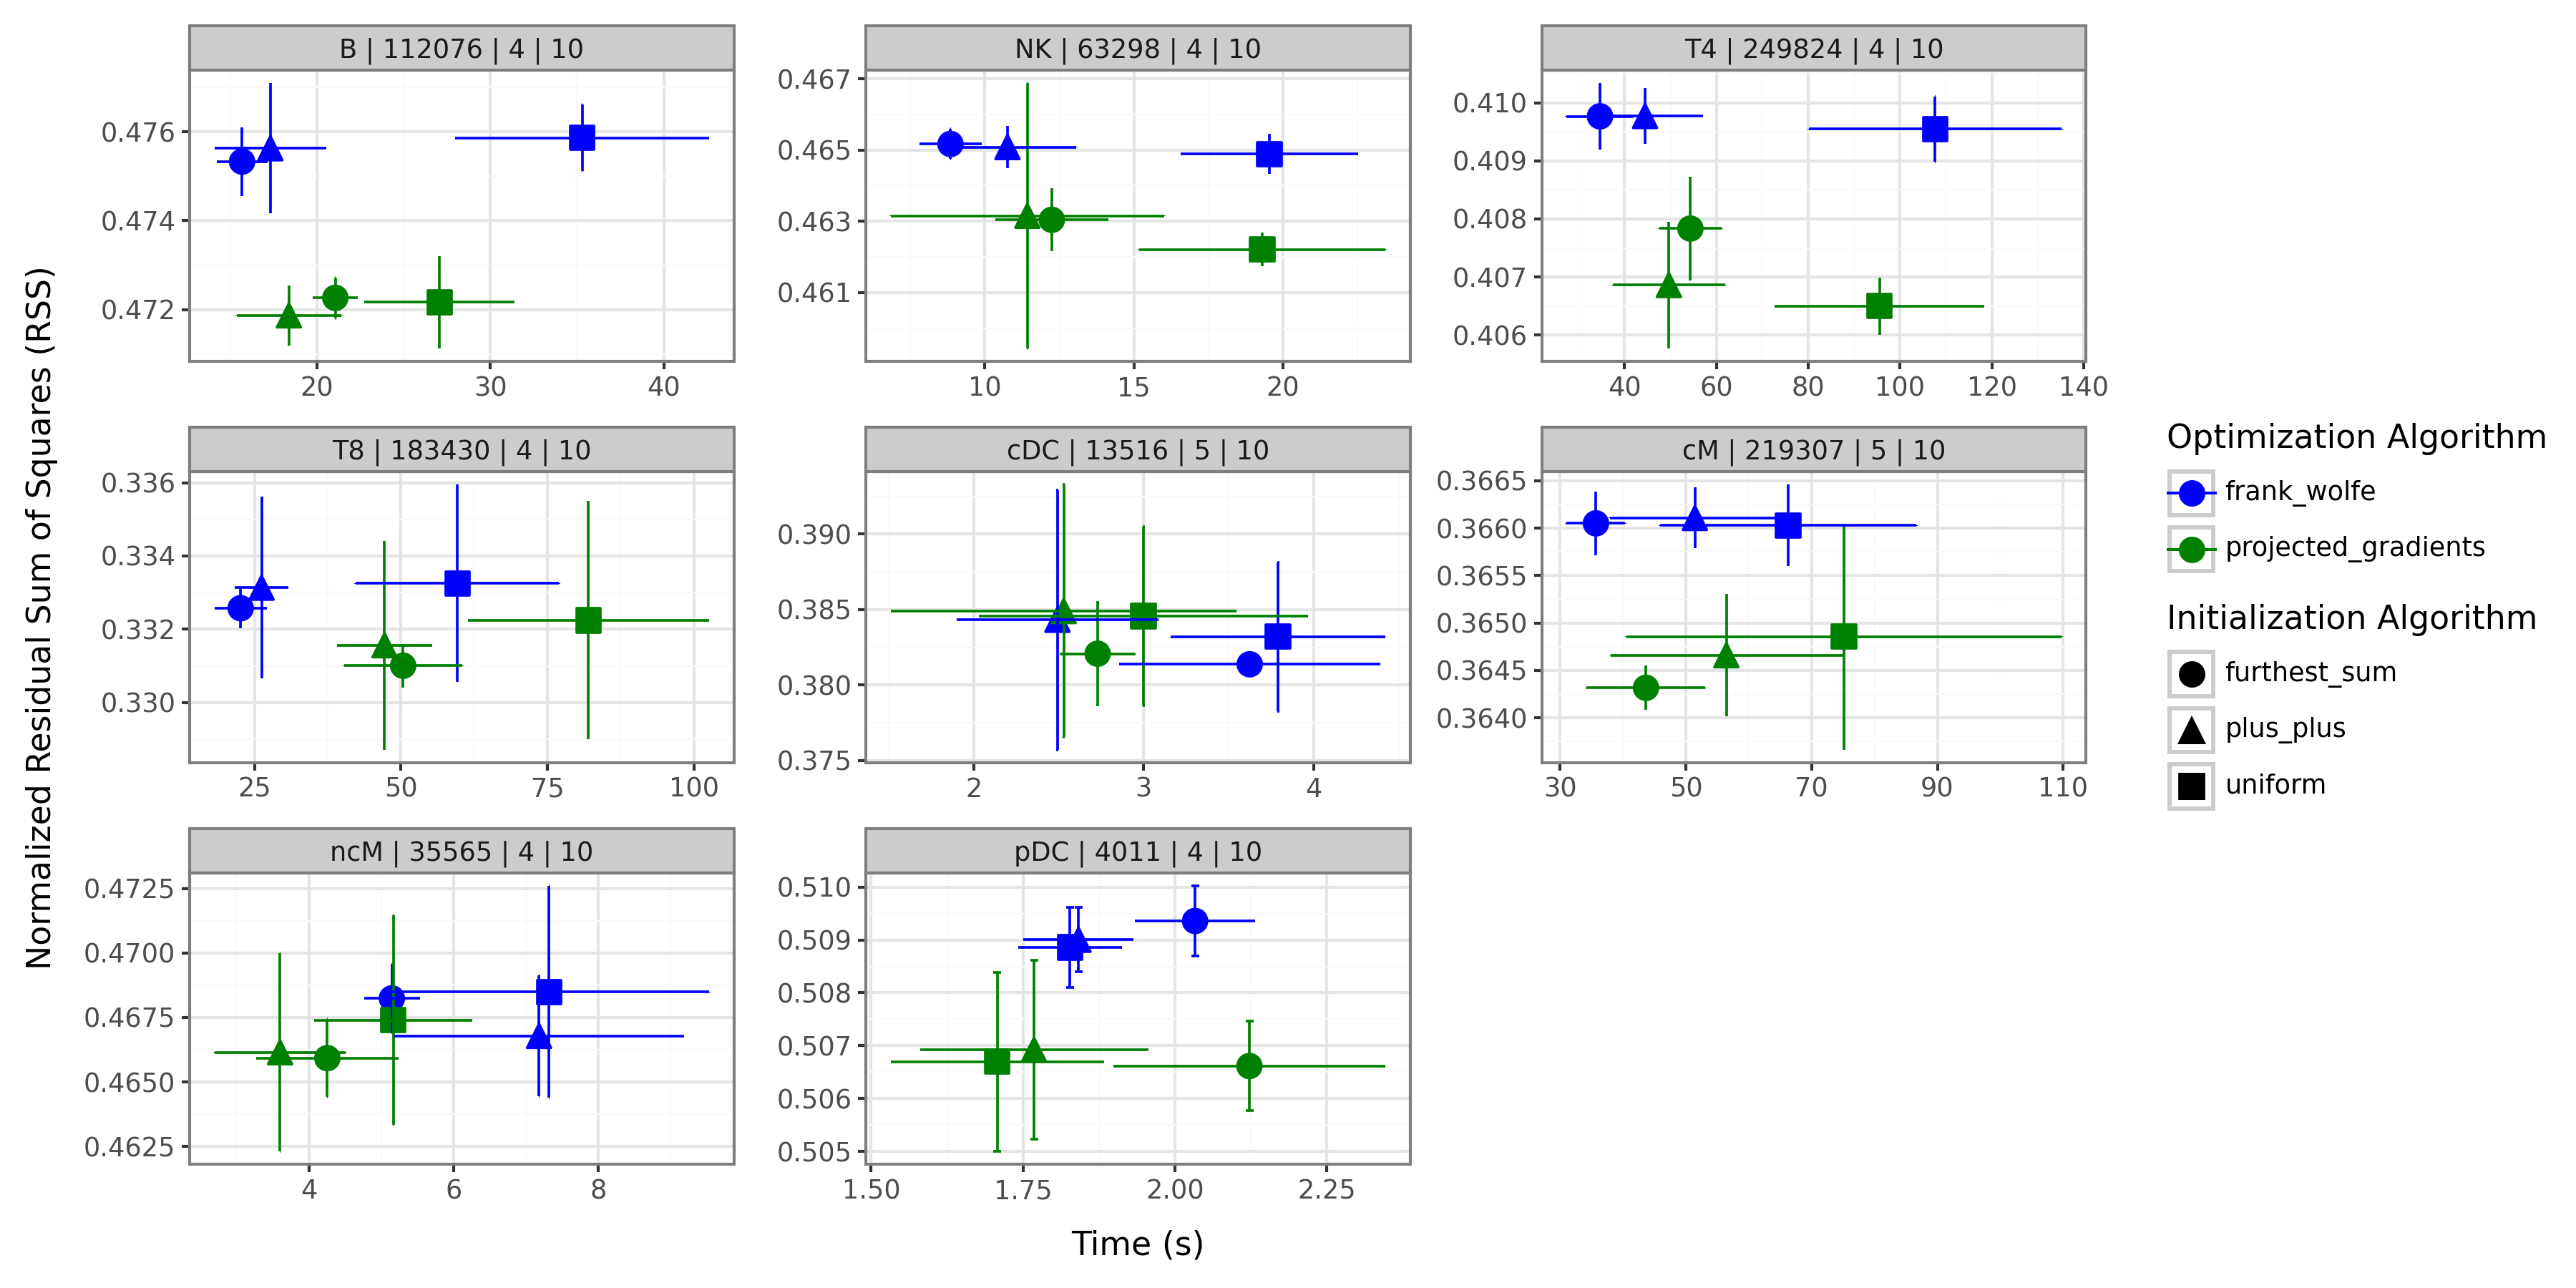 Normalized Residual Sum of Squares (RSS)
B | 112076 | 4 | 10
0.476
0.474
0.472
20 30 40
NK | 63298 | 4 | 10
0.467
0.465
0.463
0.461
10 15 20
T4 | 249824 | 4 | 10
0.410
0.409
0.408
0.407
0.406
40 60 80 100 120 140
T8 | 183430 | 4 | 10
0.336
0.334
0.332
0.330
25 50 75 100
cDC | 13516 | 5 | 10
0.390
0.385
0.380
0.375
2 3 4
cM | 219307 | 5 | 10
0.3665
0.3660
0.3655
0.3650
0.3645
0.3640
30 50 70 90 110
ncM | 35565 | 4 | 10
0.4725
0.4700
0.4675
0.4650
0.4625
4 6 8
pDC | 4011 | 4 | 10
0.510
0.509
0.508
0.507
0.506
0.505
1.50 1.75 2.00 2.25
Time (s)
Optimization Algorithm
frank_wolfe
projected_gradients
Initialization Algorithm
furthest_sum
plus_plus
uniform